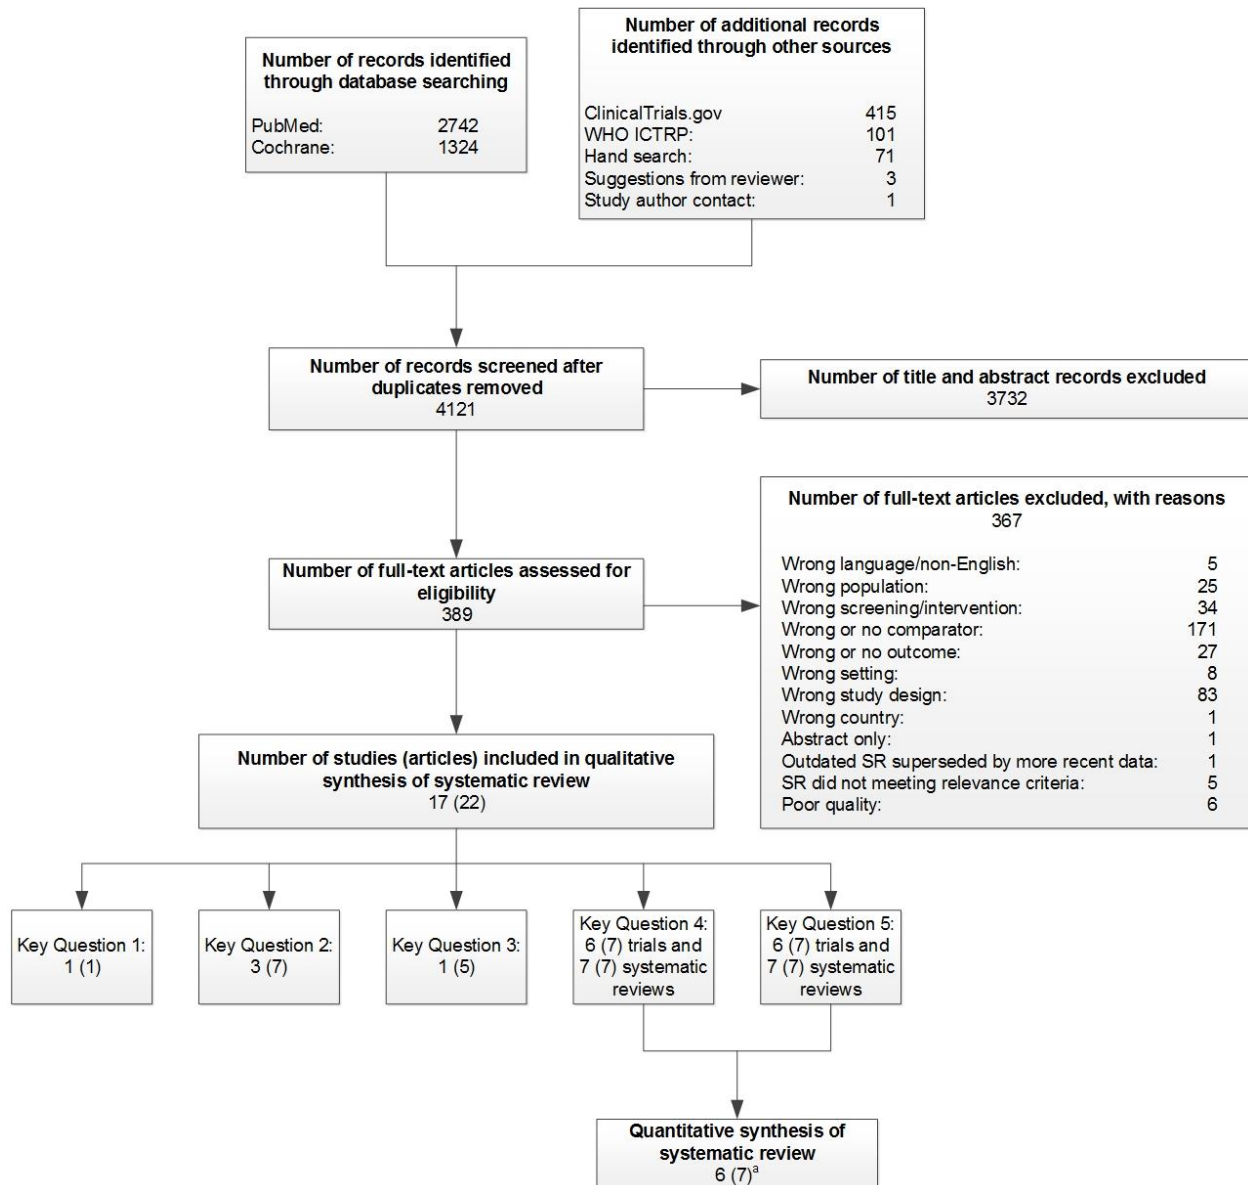 Number of records identified
through database searching
PubMed: 2742
Cochrane: 1324
Number of additional records
identified through other sources
ClinicalTrials.gov 415
WHO ICTRP: 101
Hand search: 71
Suggestions from reviewer: 3
Study author contact: 1
Number of records screened after
duplicates removed
4121
Number of title and abstract records excluded
3732
Number of full-text articles assessed for
eligibility
389
Number of full-text articles excluded, with reasons
367
Wrong language/non-English: 5
Wrong population: 25
Wrong screening/intervention: 34
Wrong or no comparator: 171
Wrong or no outcome: 27
Wrong setting: 8
Wrong study design: 83
Wrong country: 1
Abstract only: 1
Outdated SR superseded by more recent data: 1
SR did not meeting relevance criteria: 5
Poor quality: 6
Number of studies (articles) included in qualitative
synthesis of systematic review
17 (22)
Key Question 1:
1 (1)
Key Question 2:
3 (7)
Key Question 3:
1 (5)
Key Question 4:
6 (7) trials and
7 (7) systematic
reviews
Key Question 5:
6 (7) trials and
7 (7) systematic
reviews
Quantitative synthesis of
systematic review
6 (7)a